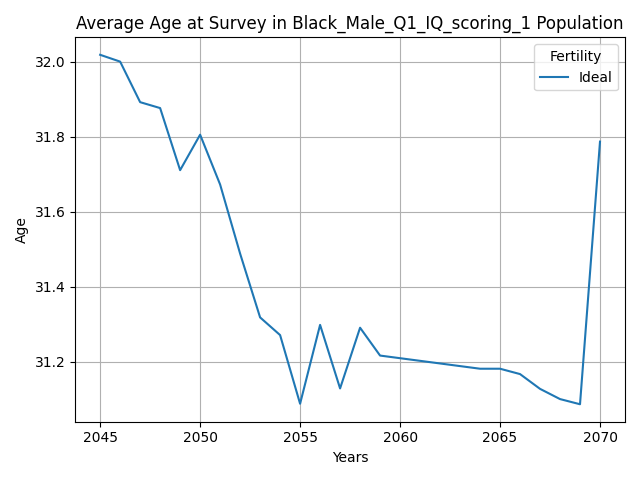 Average Age at Survey in Black_Male_Q1_IQ_scoring_1 Population
Fertility
Ideal
32.0
31.8
31.6
31.4
31.2
Age
2045 2050 2055 2060 2065 2070
Years